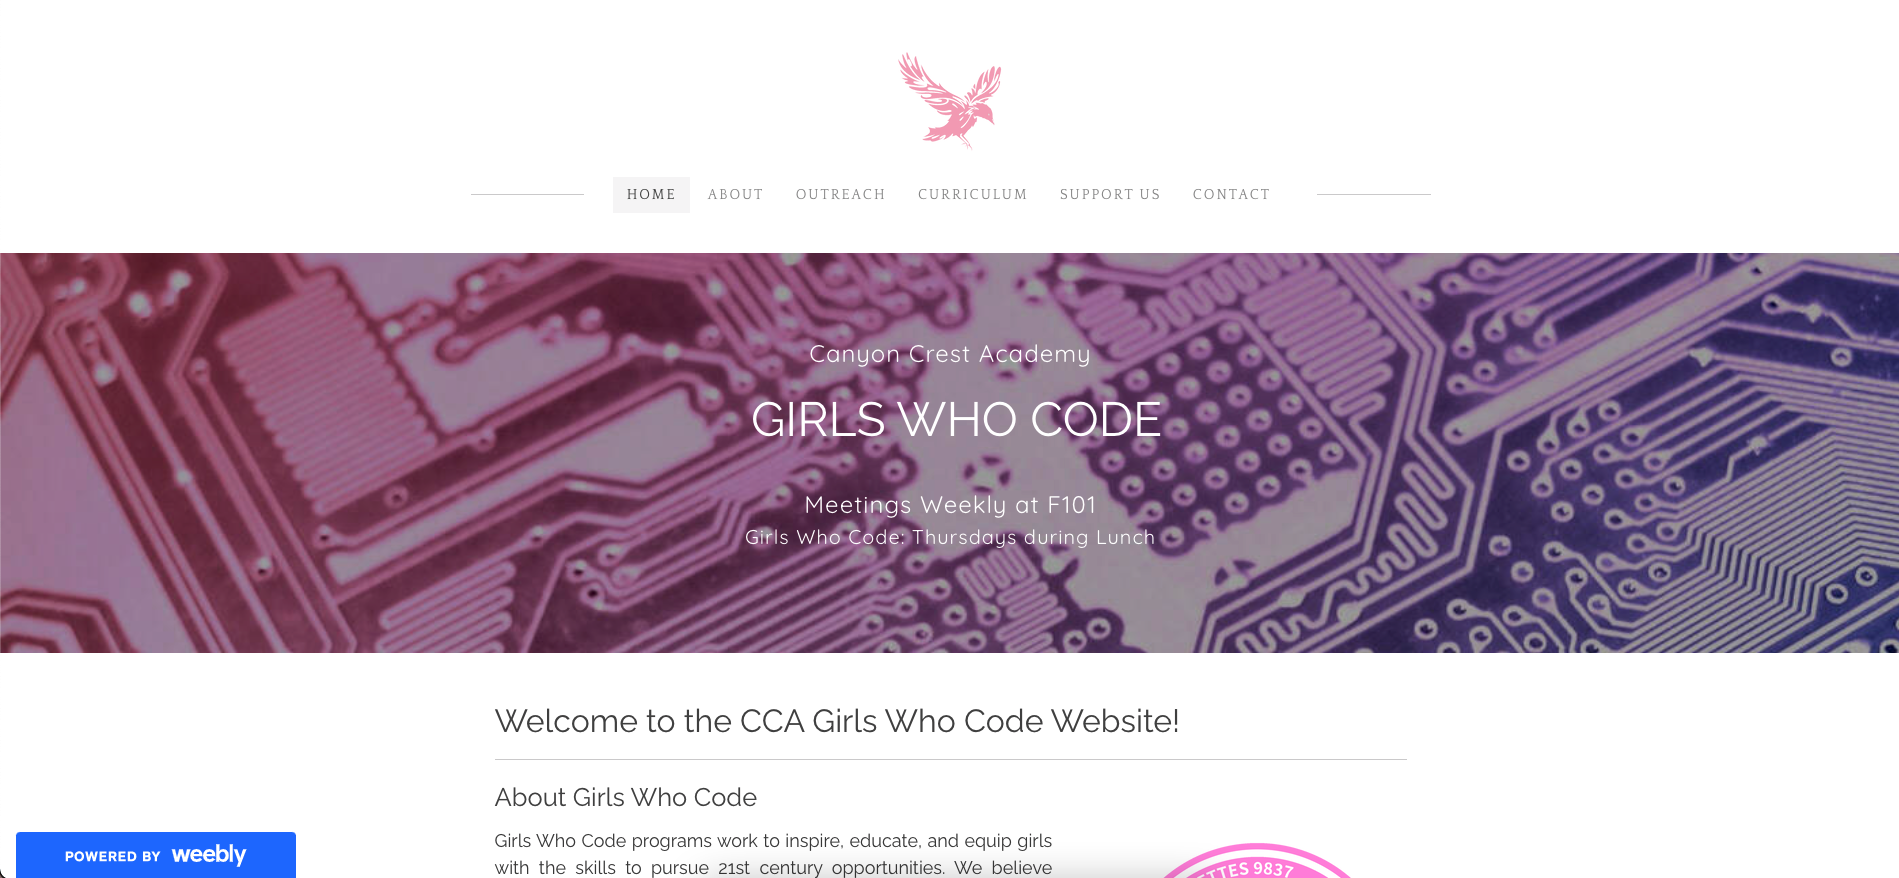 HOME ABOUT OUTREACH CURRICULUM SUPPORT US CONTACT
Canyon Crest Academy
GIRLS WHO CODE
Meetings Weekly at F101
Girls Who Code: Thursdays during Lunch
Welcome to the CCA Girls Who Code Website!
About Girls Who Code
Girls Who Code programs work to inspire, educate, and equip girls
with the skills to pursue 21st century opportunities. We believe
9837
POWERED BY weebly